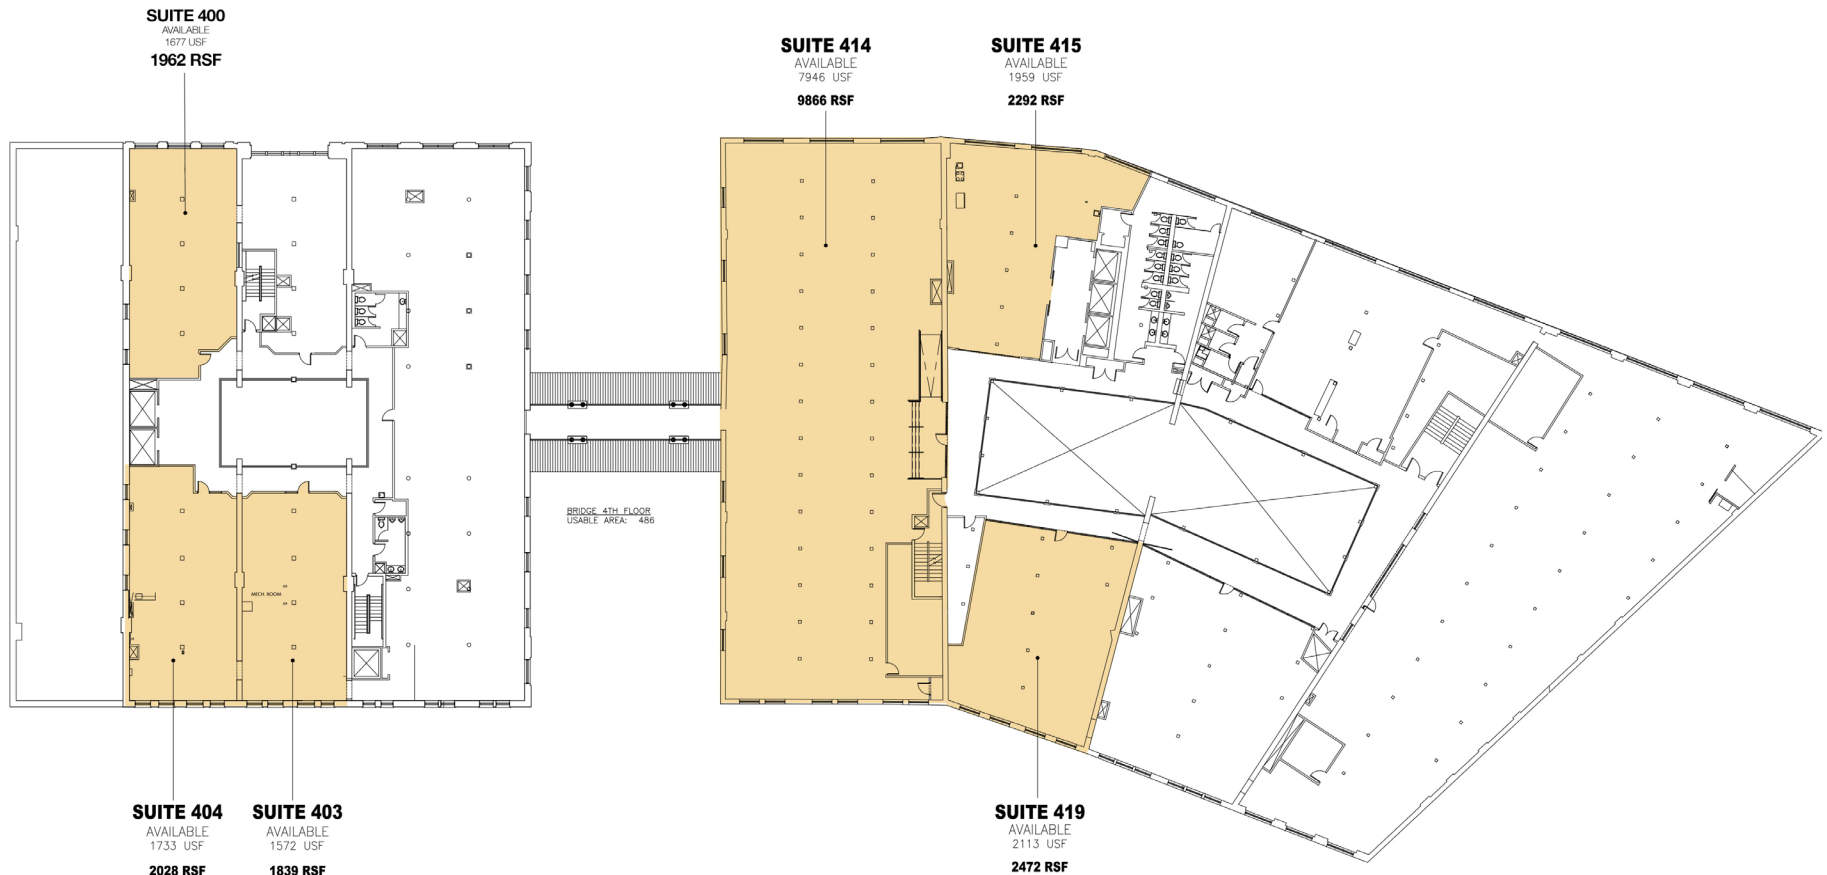 SUITE 400
AVAILABLE
1677 USF
1962 RSF
SUITE 414
AVAILABLE
7946 USF
9866 RSF
SUITE 415
AVAILABLE
1959 USF
2292 RSF
BRIDGE 4TH FLOOR
USABLE AREA: 486
MECH. ROOM
SUITE 404
AVAILABLE
1733 USF
2028 RSF
SUITE 403
AVAILABLE
1572 USF
1839 RSF
SUITE 419
AVAILABLE
2113 USF
2472 RSF